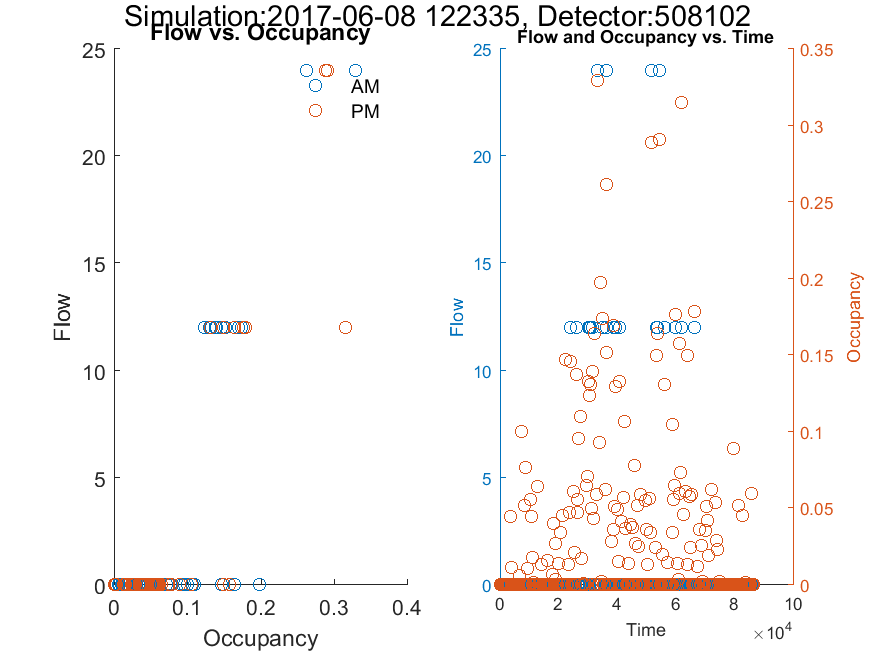 Simulation:2017-06-08 122335, Detector:508102
Flow vs. Occupancy
25
20
15
10
5
0
0 0.1 0.2 0.3 0.4
Flow
Occupancy
AM
PM
Flow and Occupancy vs. Time
25
20
15
10
5
0
Flow
0.35
0.3
0.25
0.2
0.15
0.1
0.05
0
Occupancy
0 2 4 6 8 10
×10^4
Time